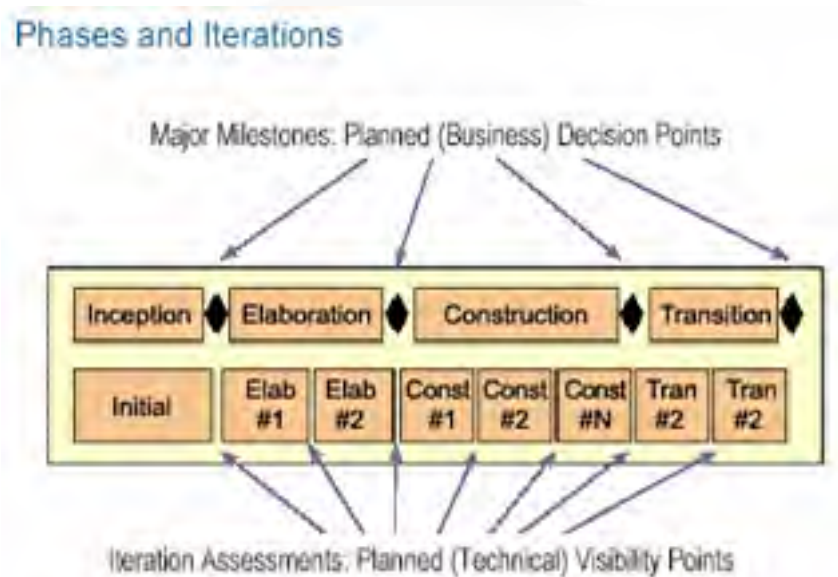 Phases and Iterations
Major Milestones: Planned (Business) Decision Points
Inception Elaboration Construction Transition
Initial
Elab #1
Elab #2
Const #1
Const #2
Const #N
Tran #2
Tran #2
Iteration Assessments: Planned (Technical) Visibility Points